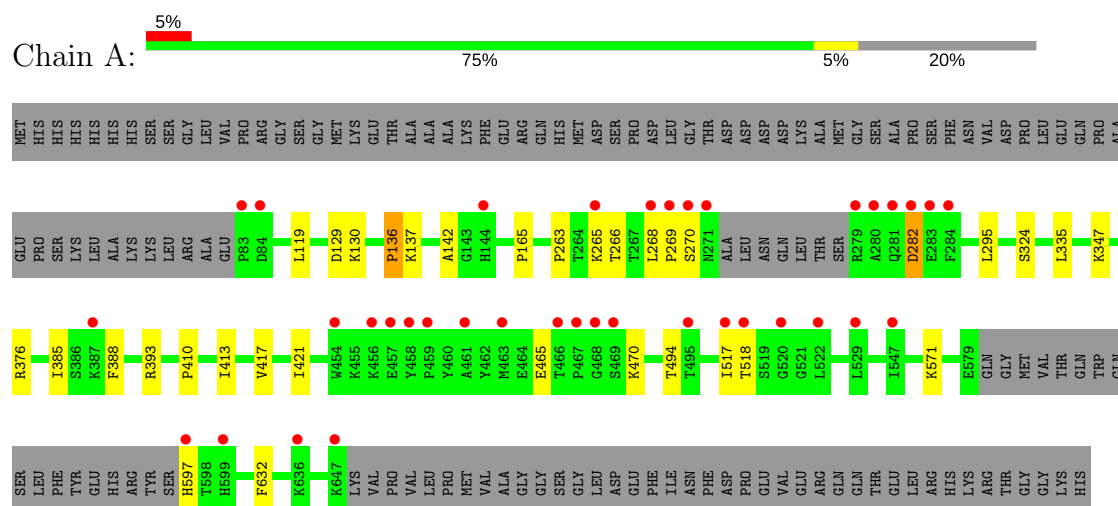 5%
Chain A:
75% 5% 20%
MET HIS HIS HIS HIS HIS HIS SER SER GLY LEU VAL PRO ARG GLY SER GLY MET LYS GLU THR ALA ALA ALA LYS PHE GLU ARG GLN HIS MET ASP SER PRO ASP LEU GLY THR ASP ASP ASP ASP LYS ALA MET GLY SER ALA PRO SER PHE ASN VAL ASP PRO LEU GLU GLN PRO ALA
GLU PRO SER LYS LEU ALA LYS LYS LEU ARG ALA GLU P83 D84 L119 D129 K130 P136 K137 A142 G143 H144 P165 P263 T264 K265 T266 T267 L268 P269 S270 N271 ALA LEU ASN GLN LEU THR SER R279 A280 Q281 D282 E283 F284 L295 S324 L335 K347
R376 I385 S386 K387 F388 R393 P410 I413 V417 I421 W454 K455 K456 E457 Y458 P459 Y460 A461 Y462 M463 E464 E465 T466 P467 G468 S469 K470 T494 T495 I517 T518 S519 G520 G521 L522 L529 I547 K571 E579 GLN GLY MET VAL THR GLN TRP GLN
SER LEU PHE TYR GLU HIS ARG TYR SER H597 T598 H599 F632 K636 K647 LYS VAL PRO VAL LEU PRO MET VAL ALA GLY GLY SER GLY LEU ASP GLU PHE ILE ASN PHE ASP PRO GLU VAL GLU ARG GLN GLN THR GLU LEU ARG HIS LYS ARG THR GLY GLY LYS HIS